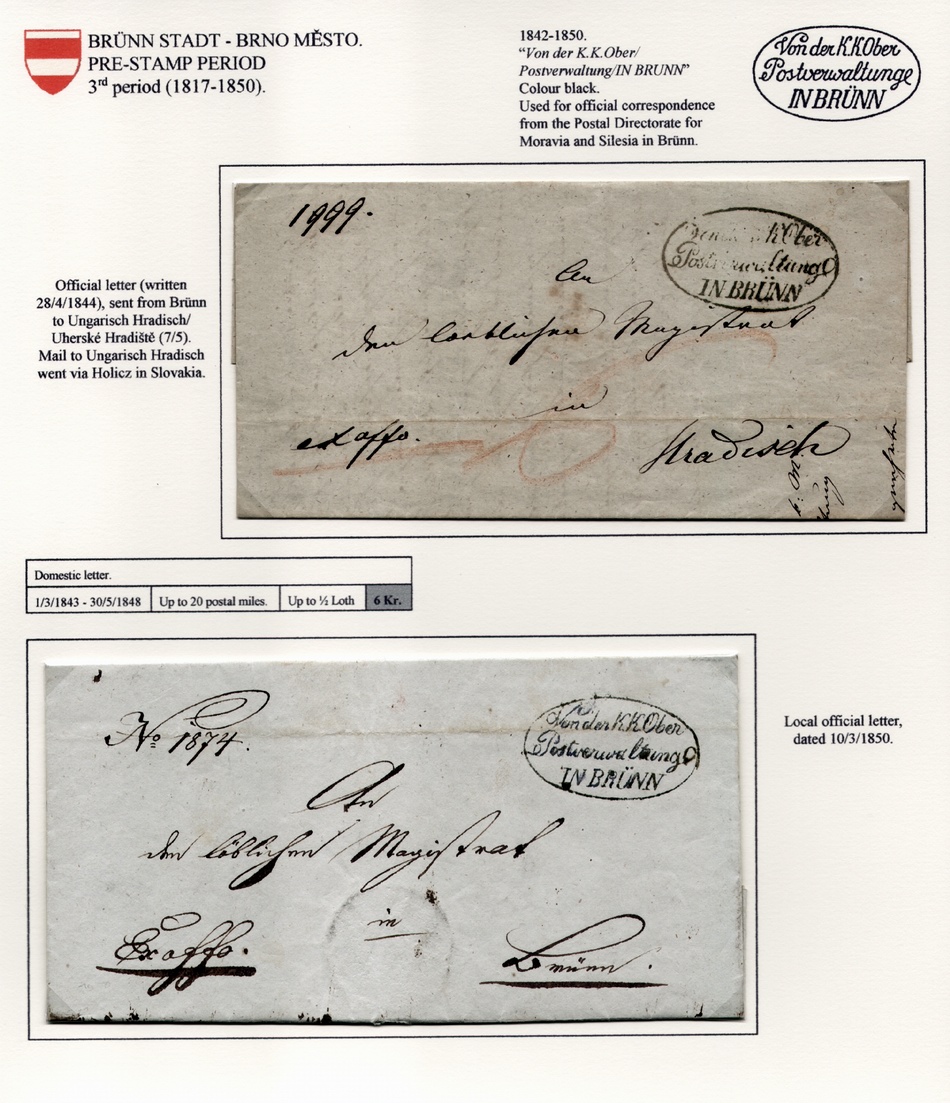 BRÜNN STADT - BRNO MĚSTO.
PRE-STAMP PERIOD
3rd period (1817-1850).
1842-1850.
“Von der K.K.Ober/
Postverwaltung/IN BRUNN”
Colour black.
Used for official correspondence
from the Postal Directorate for
Moravia and Silesia in Brünn.
Von der K.K Ober
Postverwaltunge
IN BRÜNN
Official letter (written
28/4/1844), sent from Brünn
to Ungarisch Hradisch/
Uherské Hradiště (7/5).
Mail to Ungarisch Hradisch
went via Holicz in Slovakia.
1999.
K Ober
Postverwaltung
IN BRÜNN
An
den loeblichen Magistrat
in
ex offo.
Hradisch
Domestic letter.
1/3/1843 - 30/5/1848 Up to 20 postal miles. Up to ½ Loth 6 Kr.
No 1874.
Von der K.K Ober
Postverwaltung
IN BRÜNN
An
den löblichen Magistrat
in
Ex offo.
Brünn.
Local official letter,
dated 10/3/1850.